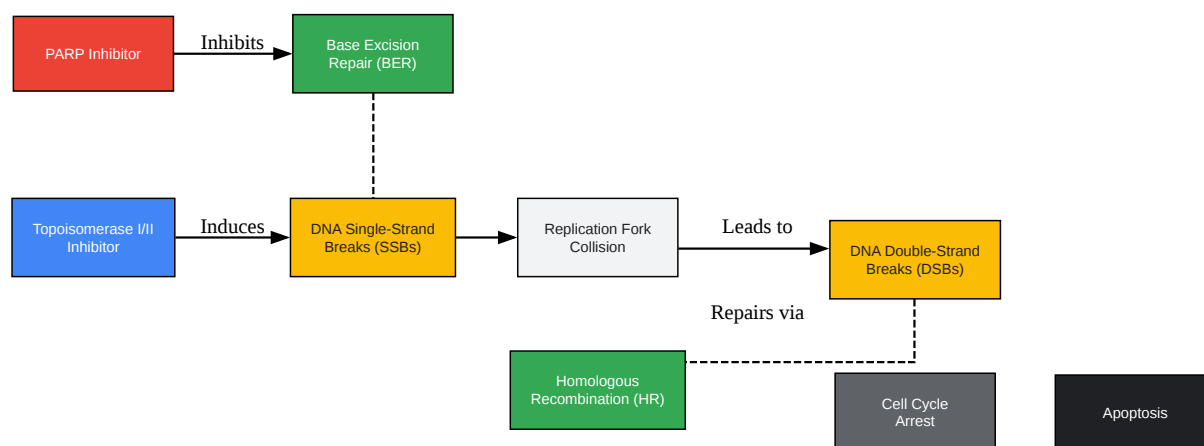 PARP Inhibitor
Inhibits
Base Excision
Repair (BER)
Topoisomerase I/II
Inhibitor
Induces
DNA Single-Strand
Breaks (SSBs)
Replication Fork
Collision
Leads to
DNA Double-Strand
Breaks (DSBs)
Repairs via
Homologous
Recombination (HR)
Cell Cycle
Arrest
Apoptosis